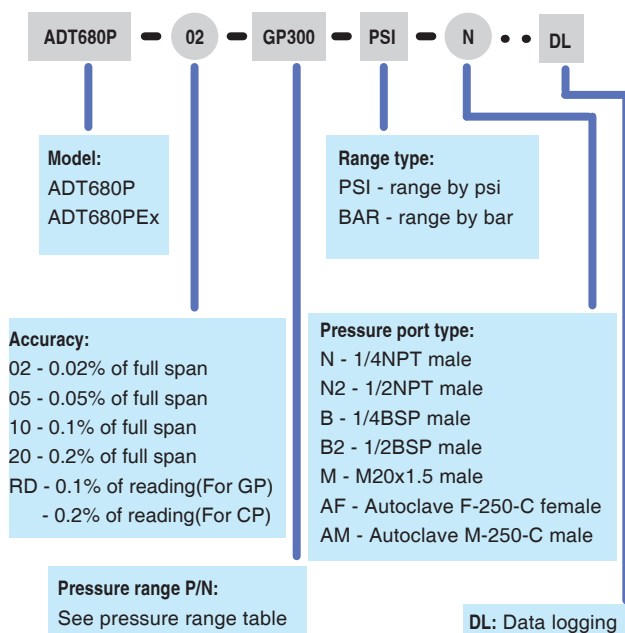 ADT680P - 02 - GP300 - PSI - N •• DL
Model:
ADT680P
ADT680PEx
Range type:
PSI - range by psi
BAR - range by bar
Accuracy:
02 - 0.02% of full span
05 - 0.05% of full span
10 - 0.1% of full span
20 - 0.2% of full span
RD - 0.1% of reading(For GP)
- 0.2% of reading(For CP)
Pressure port type:
N - 1/4NPT male
N2 - 1/2NPT male
B - 1/4BSP male
B2 - 1/2BSP male
M - M20x1.5 male
AF - Autoclave F-250-C female
AM - Autoclave M-250-C male
Pressure range P/N:
See pressure range table
DL: Data logging